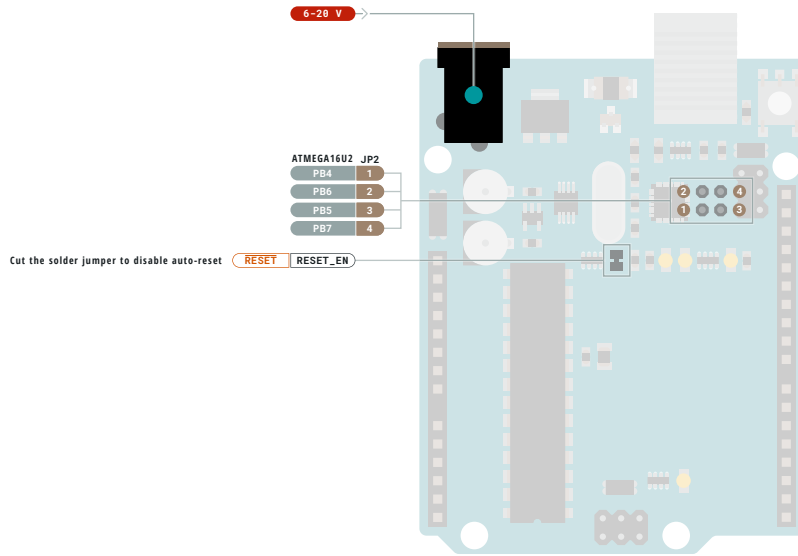 6-20 V
ATMEGA16U2 JP2
PB4 1
PB6 2
PB5 3
PB7 4
2 4
1 3
Cut the solder jumper to disable auto-reset RESET RESET_EN